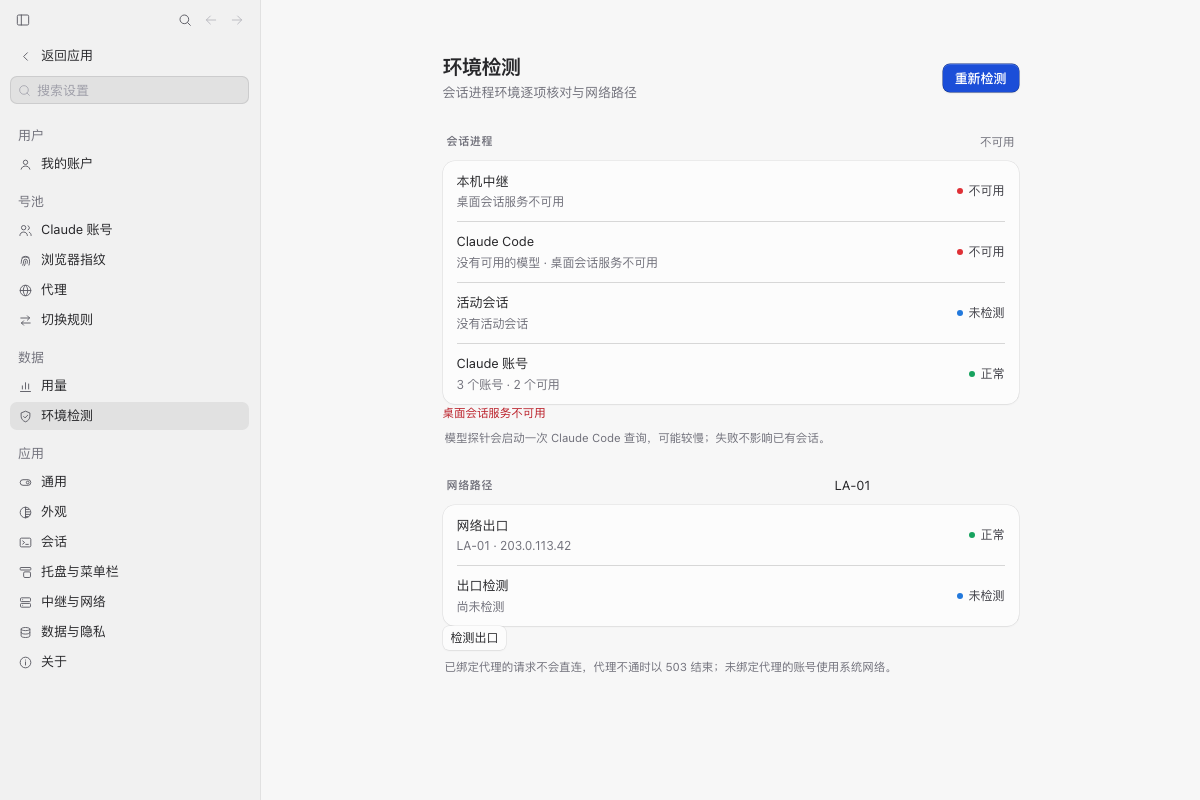 返回应用
搜索设置
用户
我的账户
号池
Claude 账号
浏览器指纹
代理
切换规则
数据
用量
环境检测
应用
通用
外观
会话
托盘与菜单栏
中继与网络
数据与隐私
关于
环境检测
会话进程环境逐项核对与网络路径
重新检测
会话进程
不可用
本机中继
桌面会话服务不可用
不可用
Claude Code
没有可用的模型 · 桌面会话服务不可用
不可用
活动会话
没有活动会话
未检测
Claude 账号
3 个账号 · 2 个可用
正常
桌面会话服务不可用
模型探针会启动一次 Claude Code 查询，可能较慢；失败不影响已有会话。
网络路径
LA-01
网络出口
LA-01 · 203.0.113.42
正常
出口检测
尚未检测
未检测
检测出口
已绑定代理的请求不会直连，代理不通时以 503 结束；未绑定代理的账号使用系统网络。